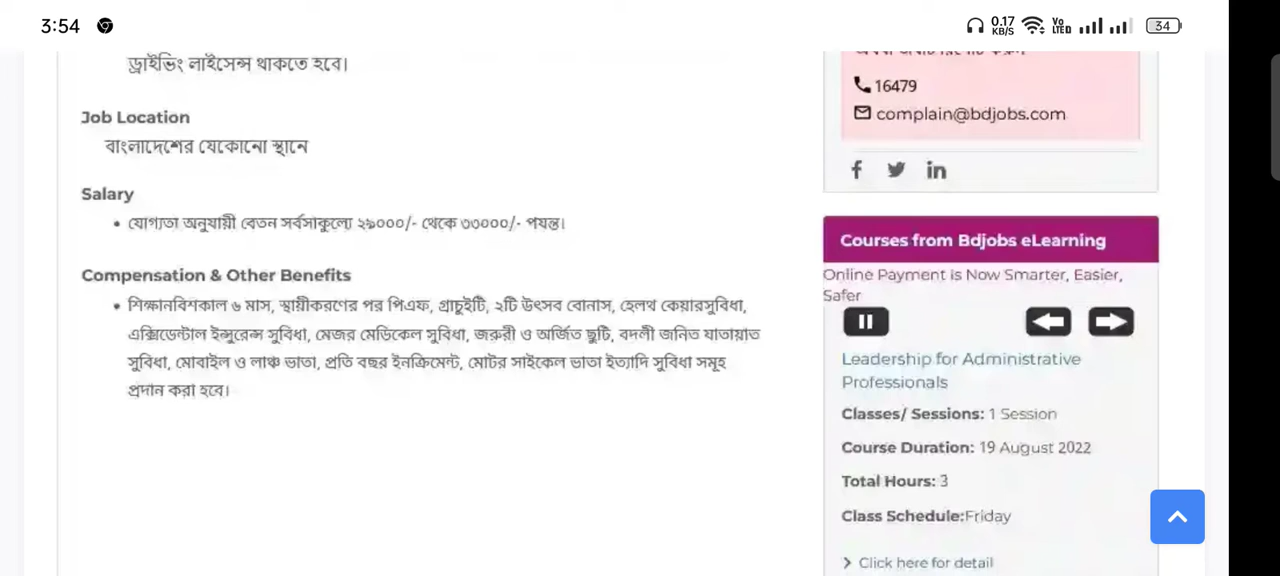 3:54
0.17 KB/S
Vo LTE
34
ড্রাইভিং লাইসেন্স থাকতে হবে।
Job Location
বাংলাদেশের যেকোনো স্থানে
Salary
যোগ্যতা অনুযায়ী বেতন সর্বসাকুল্যে ২৯০০০/- থেকে ৩৩০০০/- পযন্ত।
Compensation & Other Benefits
শিক্ষানবিশকাল ৬ মাস, স্থায়ীকরণের পর পিএফ, গ্রাচুইটি, ২টি উৎসব বোনাস, হেলথ কেয়ারসুবিধা,
এক্সিডেন্টাল ইন্সুরেন্স সুবিধা, মেজর মেডিকেল সুবিধা, জরুরী ও অর্জিত ছুটি, বদলী জনিত যাতায়াত
সুবিধা, মোবাইল ও লাঞ্চ ভাতা, প্রতি বছর ইনক্রিমেন্ট, মোটর সাইকেল ভাতা ইত্যাদি সুবিধা সমূহ
প্রদান করা হবে।
16479
complain@bdjobs.com
Courses from Bdjobs eLearning
Online Payment is Now Smarter, Easier,
Safer
Leadership for Administrative
Professionals
Classes/ Sessions: 1 Session
Course Duration: 19 August 2022
Total Hours: 3
Class Schedule:Friday
Click here for detail